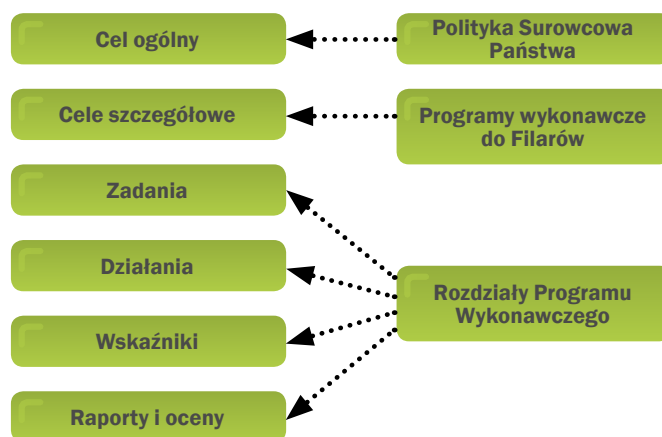 Cel ogólny
Polityka Surowcowa
Państwa
Cele szczegółowe
Programy wykonawcze
do Filarów
Zadania
Działania
Rozdziały Programu
Wykonawczego
Wskaźniki
Raporty i oceny